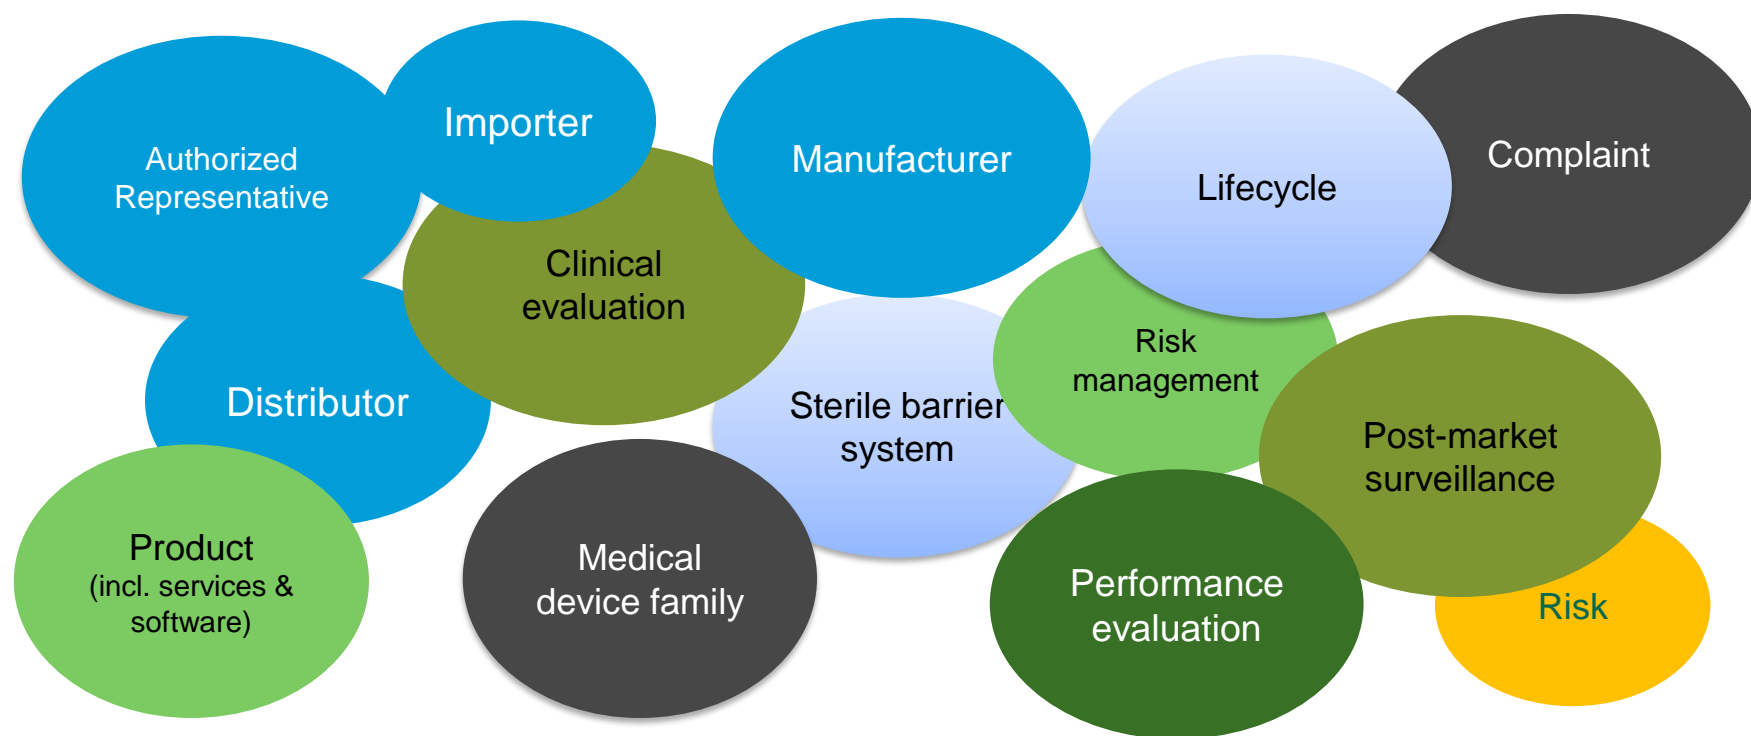 Authorized
Representative
Importer
Manufacturer
Lifecycle
Complaint
Clinical
evaluation
Distributor
Sterile barrier
system
Risk
management
Post-market
surveillance
Product
(incl. services &
software)
Medical
device family
Performance
evaluation
Risk